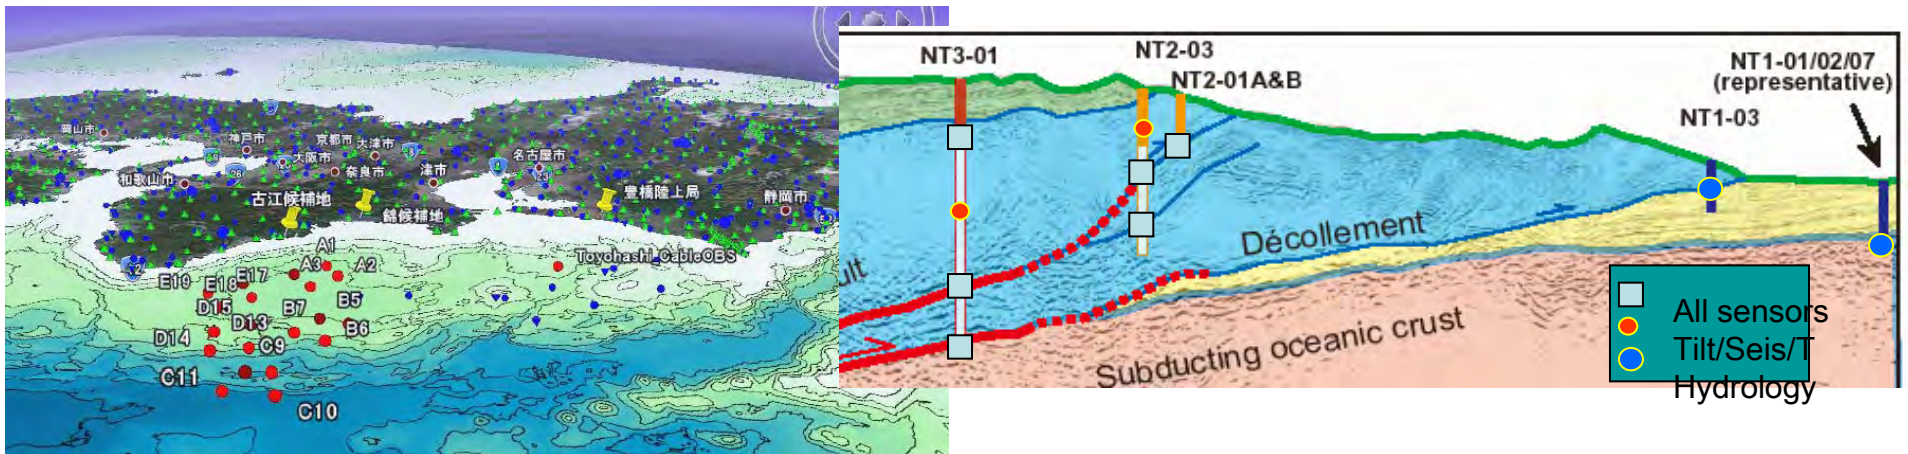 岡山市
神戸市
京都市
大津市
大阪市
奈良市
津市
名古屋市
26
23
和歌山市
古江候補地
錦候補地
豊橋陸上局
静岡市
42
A1
A3
A2
Toyohashi_CableOBS
E19
E18
E17
D15
B7
B5
D14
D13
B6
C9
C11
C10
NT3-01
NT2-03
NT2-01A&B
NT1-01/02/07
(representative)
NT1-03
ult
Décollement
Subducting oceanic crust
All sensors
Tilt/Seis/T
Hydrology